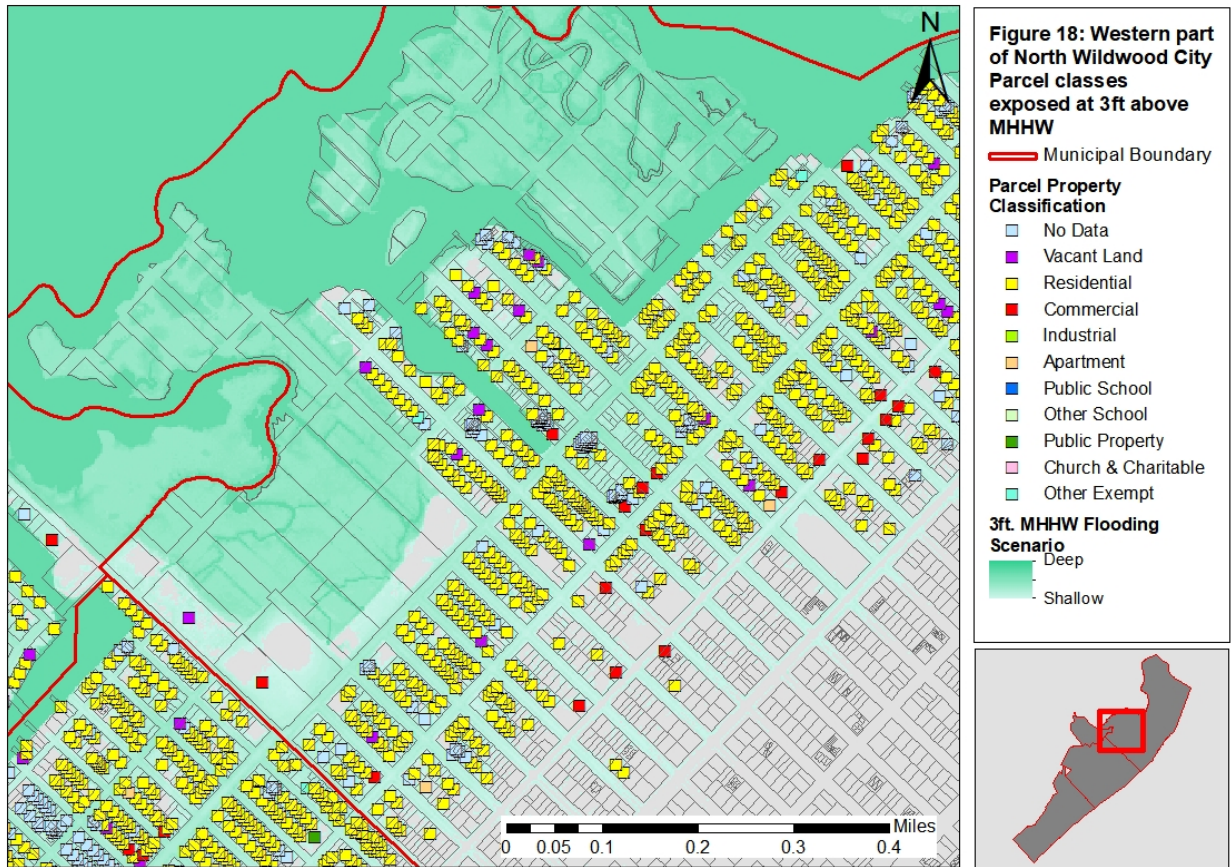 N
Figure 18: Western part
of North Wildwood City
Parcel classes
exposed at 3ft above
MHHW
Municipal Boundary
Parcel Property
Classification
No Data
Vacant Land
Residential
Commercial
Industrial
Apartment
Public School
Other School
Public Property
Church & Charitable
Other Exempt
3ft. MHHW Flooding
Scenario
Deep
Shallow
Miles
0 0.05 0.1 0.2 0.3 0.4